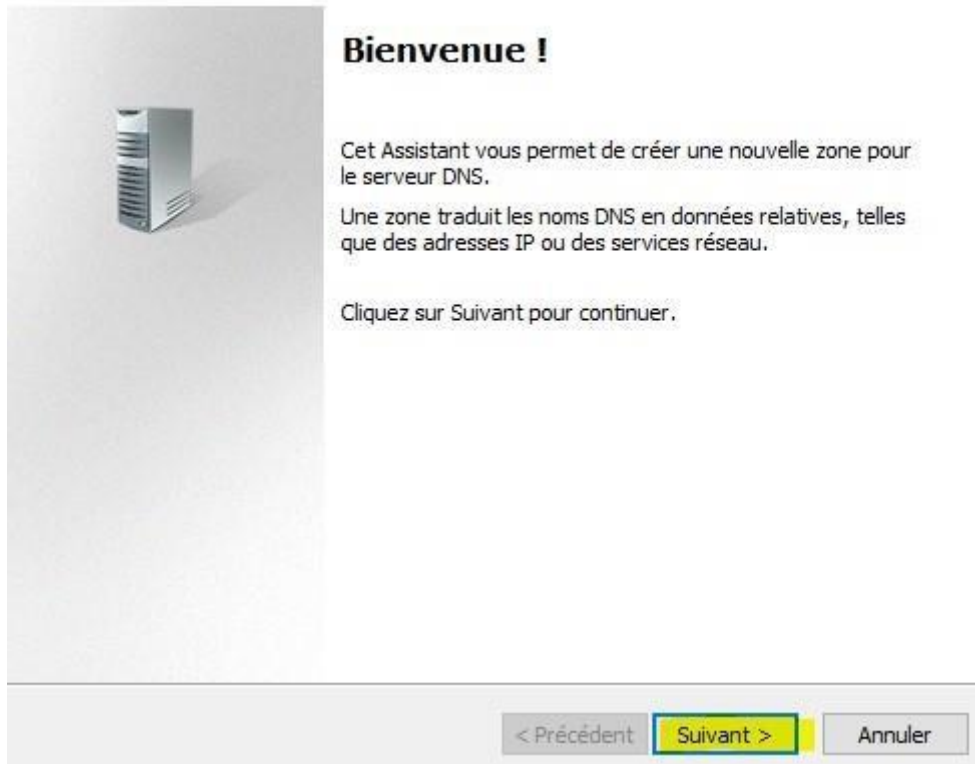 Bienvenue !
Cet Assistant vous permet de créer une nouvelle zone pour
le serveur DNS.
Une zone traduit les noms DNS en données relatives, telles
que des adresses IP ou des services réseau.
Cliquez sur Suivant pour continuer.
< Précédent Suivant > Annuler